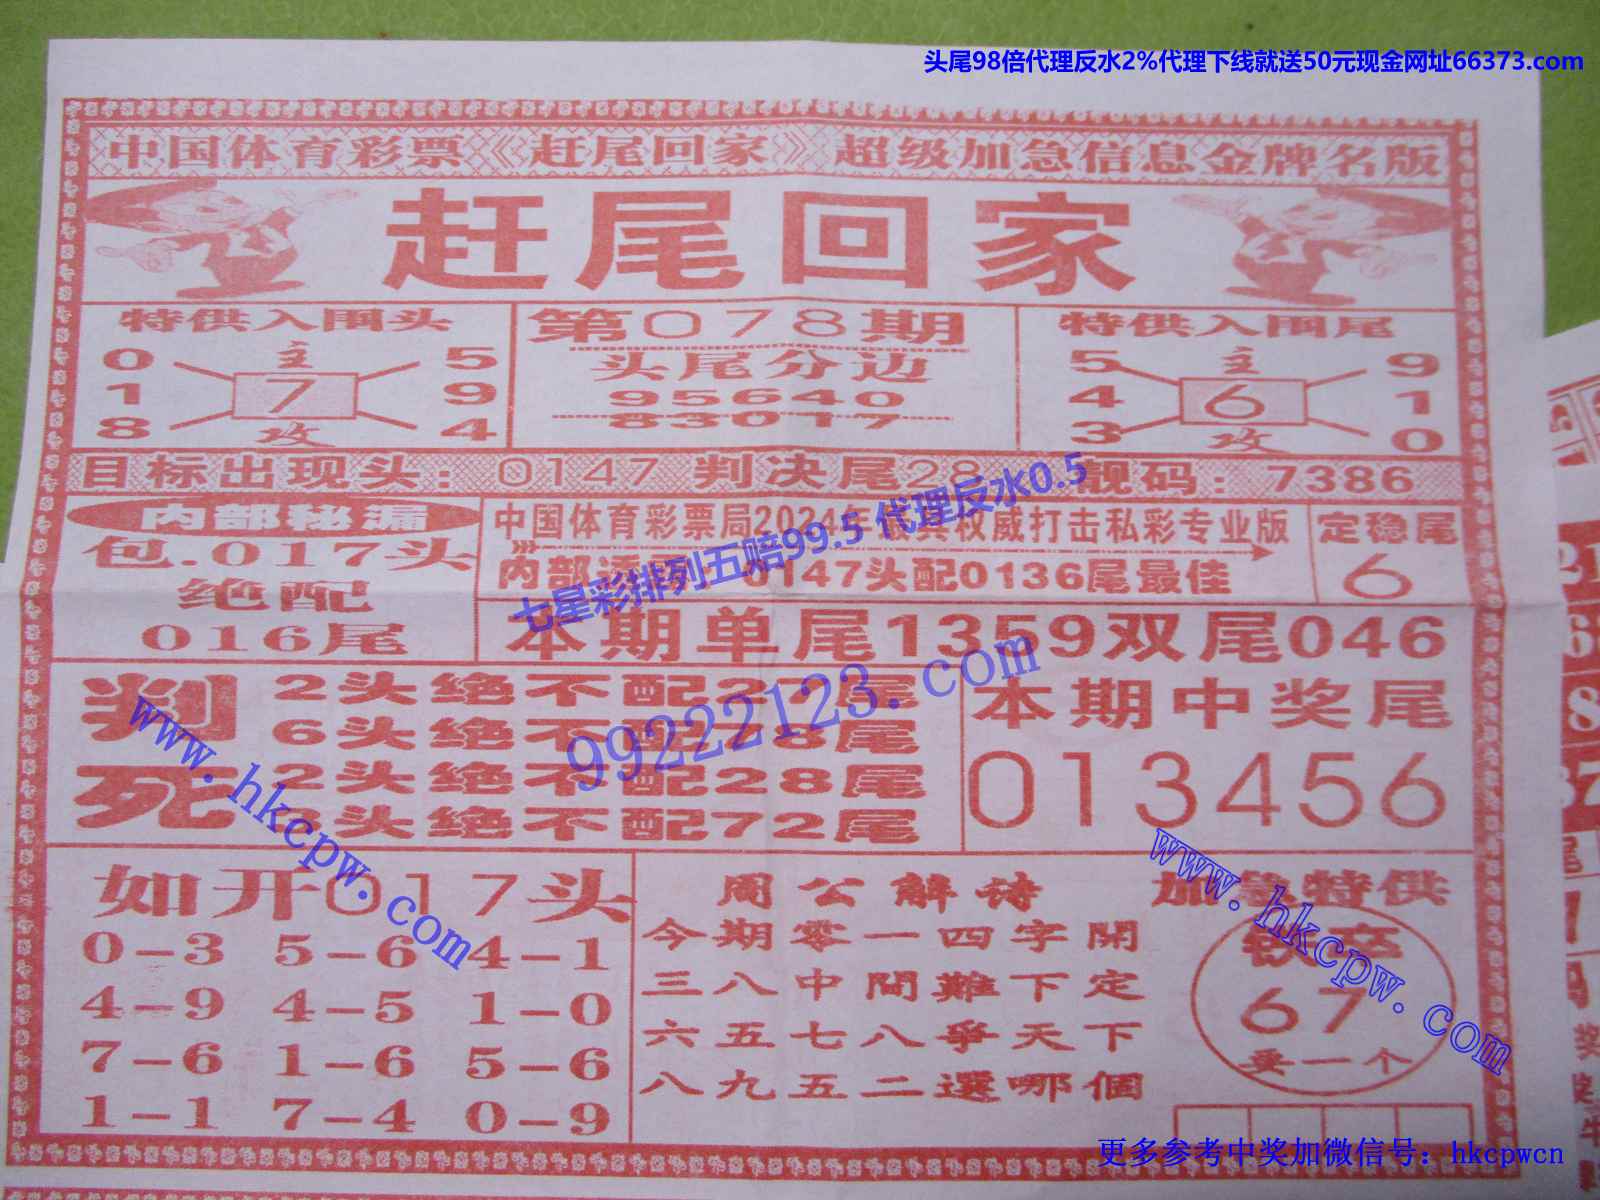 头尾98倍代理反水2%代理下线就送50元现金网址66373.com
中国体育彩票《赶尾回家》超级加急信息金牌名版
赶尾回家
特供入围头
0 主 5
1 7 9
8 攻 4
第078期
头尾分边
95640
83017
特供入围尾
5 主 9
4 6 1
3 攻 0
目标出现头：0147 判决尾28 靓码：7386
内部秘漏
包.017头
绝配
016尾
中国体育彩票局2024 最具权威打击私彩专业版
内部 0147头配0136尾最佳
定稳尾
6
七星彩排列五赔99.5 代理反水0.5
本期单尾1359双尾046
判死
2头绝不配27尾
6头绝不配78尾
2头绝不配28尾
头绝不配72尾
99222123.com
本期中奖尾
013456
www.hkcpw.com
如开017头
0-3 5-6 4-1
4-9 4-5 1-0
7-6 1-6 5-6
1-1 7-4 0-9
周公解诗
今期零一四字開
三八中間難下定
六五七八爭天下
八九五二選哪個
加急特供
铁卒
67
卖一个
www.hkcpw.com
更多参考中奖加微信号：hkcpwcn